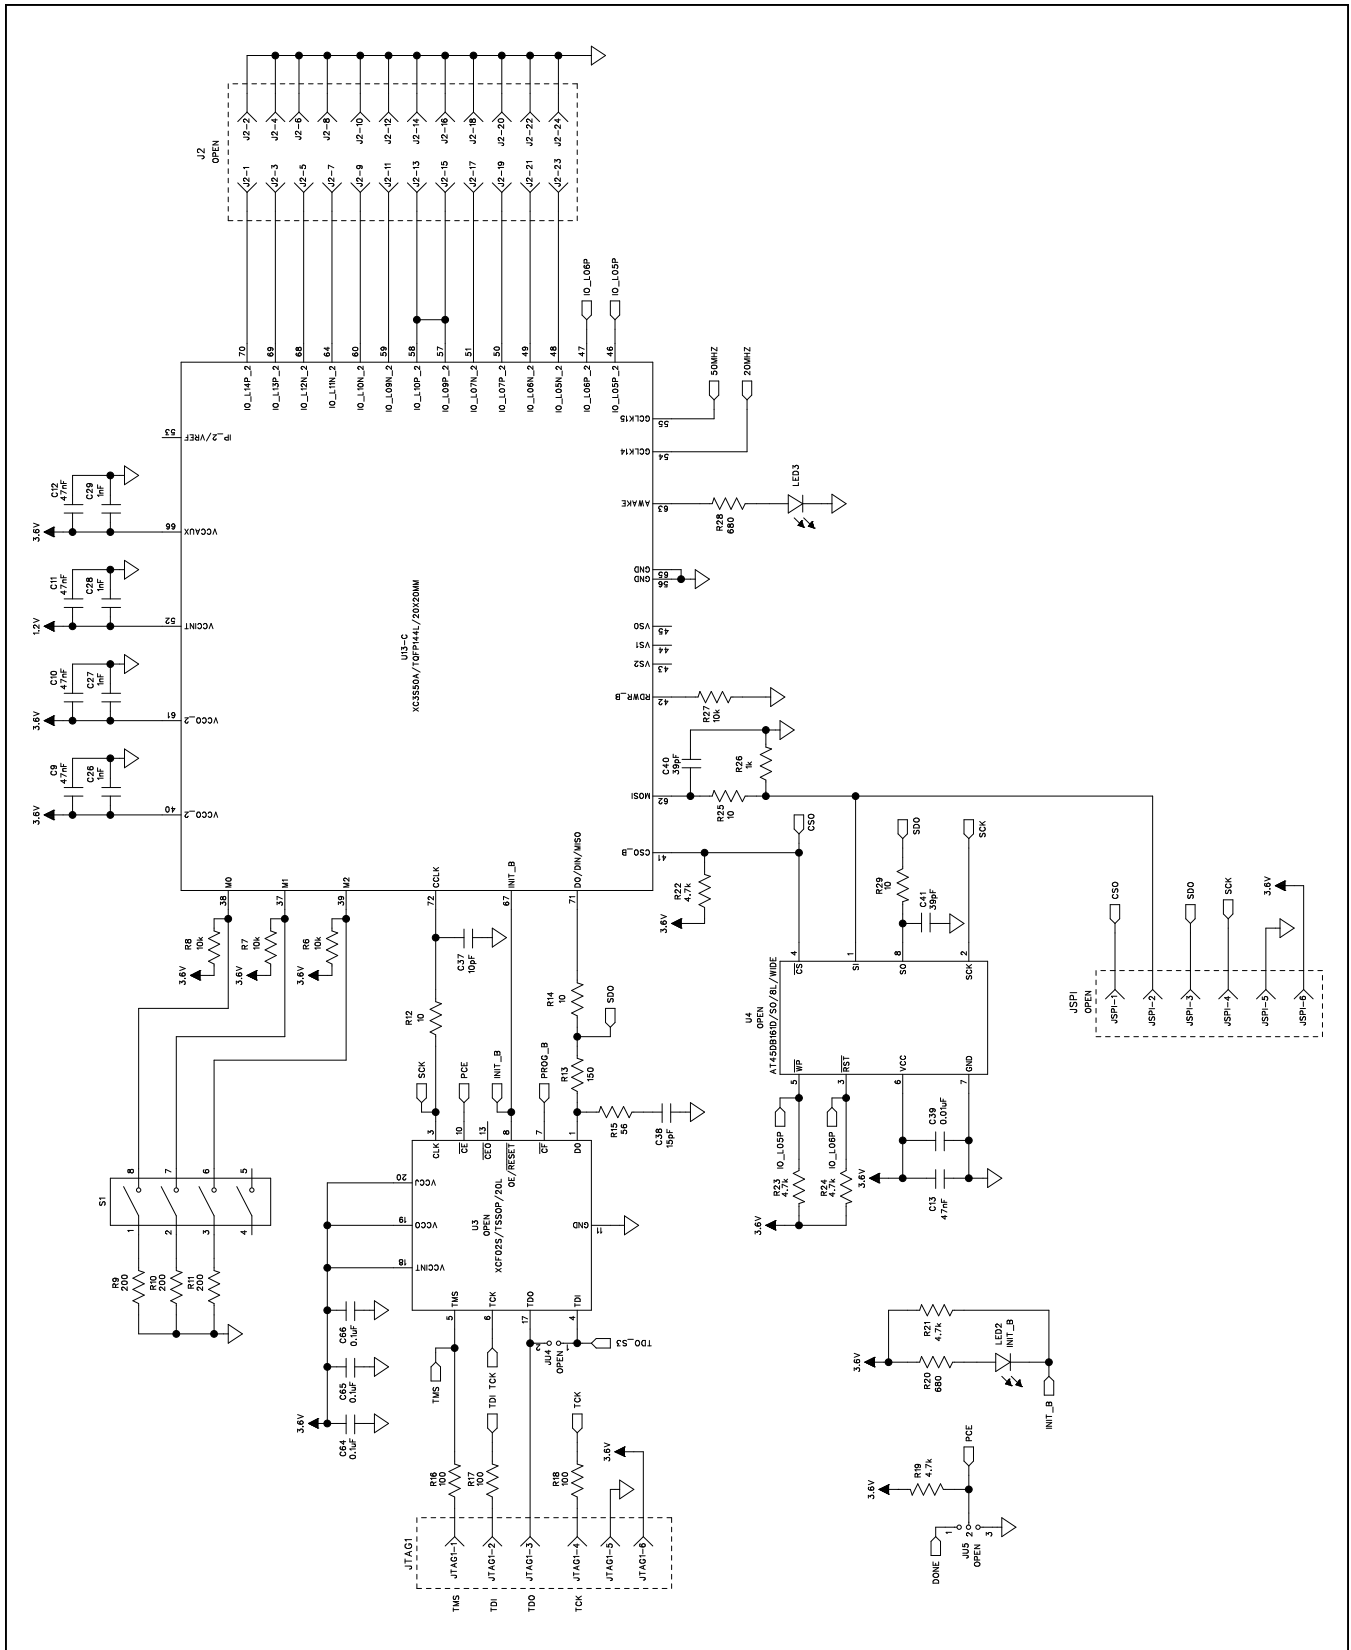 J2
OPEN
J2-2
J2-4
J2-6
J2-8
J2-10
J2-12
J2-14
J2-16
J2-18
J2-20
J2-22
J2-24
J2-1
J2-3
J2-5
J2-7
J2-9
J2-11
J2-13
J2-15
J2-17
J2-19
J2-21
J2-23
IO_L06P
IO_L05P
70
69
68
64
60
59
58
57
51
50
49
48
47
46
IO_L14P_2
IO_L13P_2
IO_L12N_2
IO_L11N_2
IO_L10N_2
IO_L09N_2
IO_L10P_2
IO_L09P_2
IO_L07N_2
IO_L07P_2
IO_L06N_2
IO_L05N_2
IO_L06P_2
IO_L05P_2
53
IP_2/VREF
C12
47nF
C29
1nF
3.6V
66
VCCAUX
C11
47nF
C28
1nF
1.2V
52
VCCINT
C10
47nF
C27
1nF
3.6V
61
VCCO_2
C9
47nF
C26
1nF
3.6V
40
VCCO_2
U13-C
XC3S50A/TQFP144L/20X20MM
GCLK15
55
50MHZ
GCLK14
54
20MHZ
AWAKE
63
R28
680
LED3
GND
65
GND
56
VS0
45
VS1
44
VS2
43
RDWR_B
42
R27
10k
C40
39pF
R26
1k
MOSI
62
R25
10
CSO_B
41
CSO
R22
4.7k
3.6V
M0
38
M1
37
M2
39
CCLK
72
INIT_B
67
DO/DIN/MISO
71
R8
10k
3.6V
R7
10k
3.6V
R6
10k
3.6V
C37
10pF
R12
10
R14
10
SDO
R13
150
R15
56
C38
15pF
SCK
PCE
INIT_B
PROG_B
3
10
13
8
7
1
CLK
CE
CEO
OE/RESET
CF
DO
20
VCCJ
19
VCCO
18
VCCINT
U3
OPEN
XCF02S/TSSOP/20L
GND
11
TMS
TCK
TDO
TDI
5
6
17
4
S1
8
7
6
5
1
2
3
4
R9
200
R10
200
R11
200
C66
0.1uF
C65
0.1uF
C64
0.1uF
3.6V
TMS
TCK
TDI
2
1
JU4
OPEN
TDO_S3
TCK
R16
100
R17
100
R18
100
3.6V
JTAG1
JTAG1-1
JTAG1-2
JTAG1-3
JTAG1-4
JTAG1-5
JTAG1-6
TMS
TDI
TDO
TCK
R29
10
C41
39pF
SDO
SCK
4
1
8
2
U4
OPEN
AT45DB161D/SO/8L/WIDE
CS
SI
SO
SCK
WP
RST
VCC
GND
5
3
6
7
IO_L05P
IO_L06P
R23
4.7k
R24
4.7k
3.6V
3.6V
C39
0.01uF
C13
47nF
CSO
SDO
SCK
3.6V
JSPI
OPEN
JSPI-1
JSPI-2
JSPI-3
JSPI-4
JSPI-5
JSPI-6
R21
4.7k
3.6V
R20
680
LED2
INIT_B
INIT_B
3.6V
R19
4.7k
PCE
DONE
1
2
3
JU5
OPEN